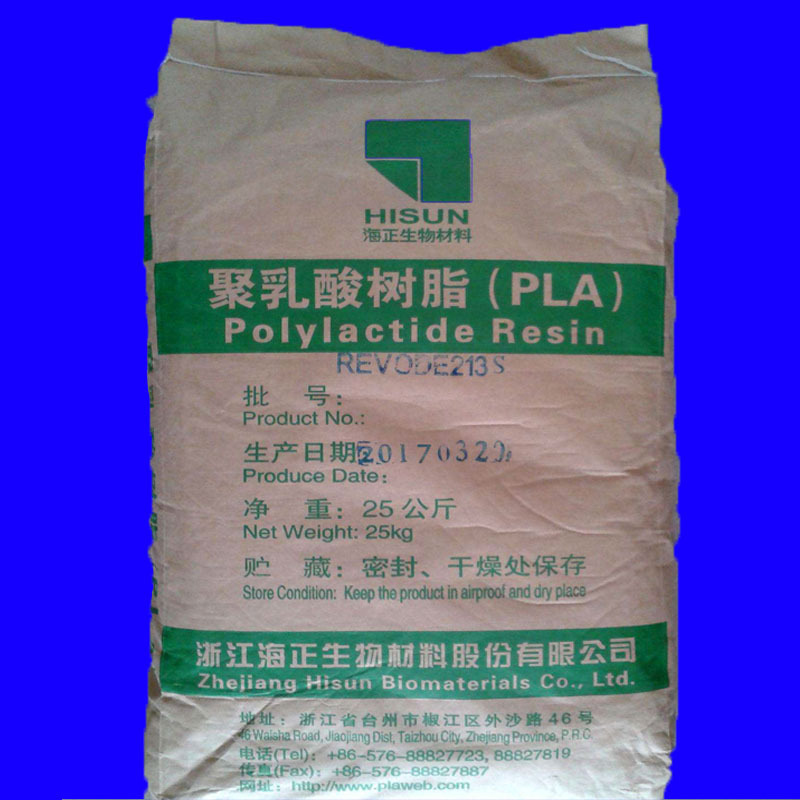 HISUN
海正生物材料
聚乳酸树脂（PLA）
Polylactide Resin
REVODE213S
批 号：
Product No.:
生产日期20170320
Produce Date:
净 重：25公斤
Net Weight: 25kg
贮 藏：密封、干燥处保存
Store Condition: Keep the product in airproof and dry place
浙江海正生物材料股份有限公司
Zhejiang Hisun Biomaterials Co., Ltd.
地址：浙江省台州市椒江区外沙路46号
46 Waisha Road, Jiaojiang Dist, Taizhou City, Zhejiang Province, P.R.C.
电话(Tel): +86-576-88827723, 88827819
传真(Fax): +86-576-88827887
网址: http://www.plaweb.com